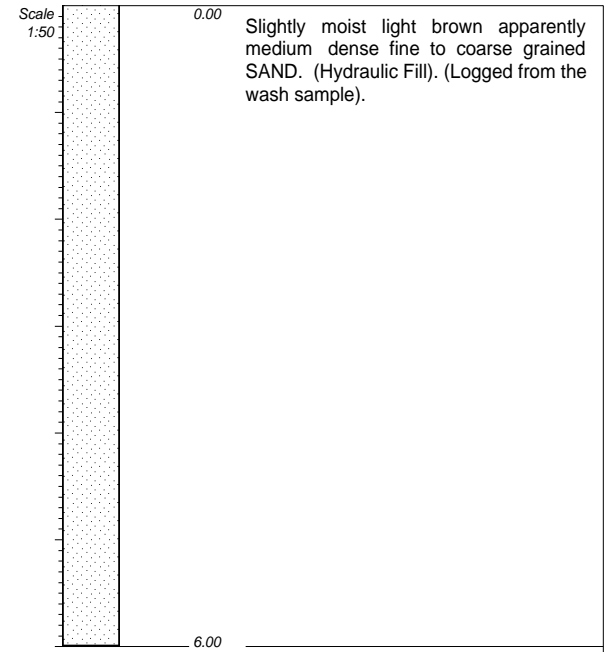 Scale
1:50
0.00
Slightly moist light brown apparently
medium dense fine to coarse grained
SAND. (Hydraulic Fill). (Logged from the
wash sample).
6.00